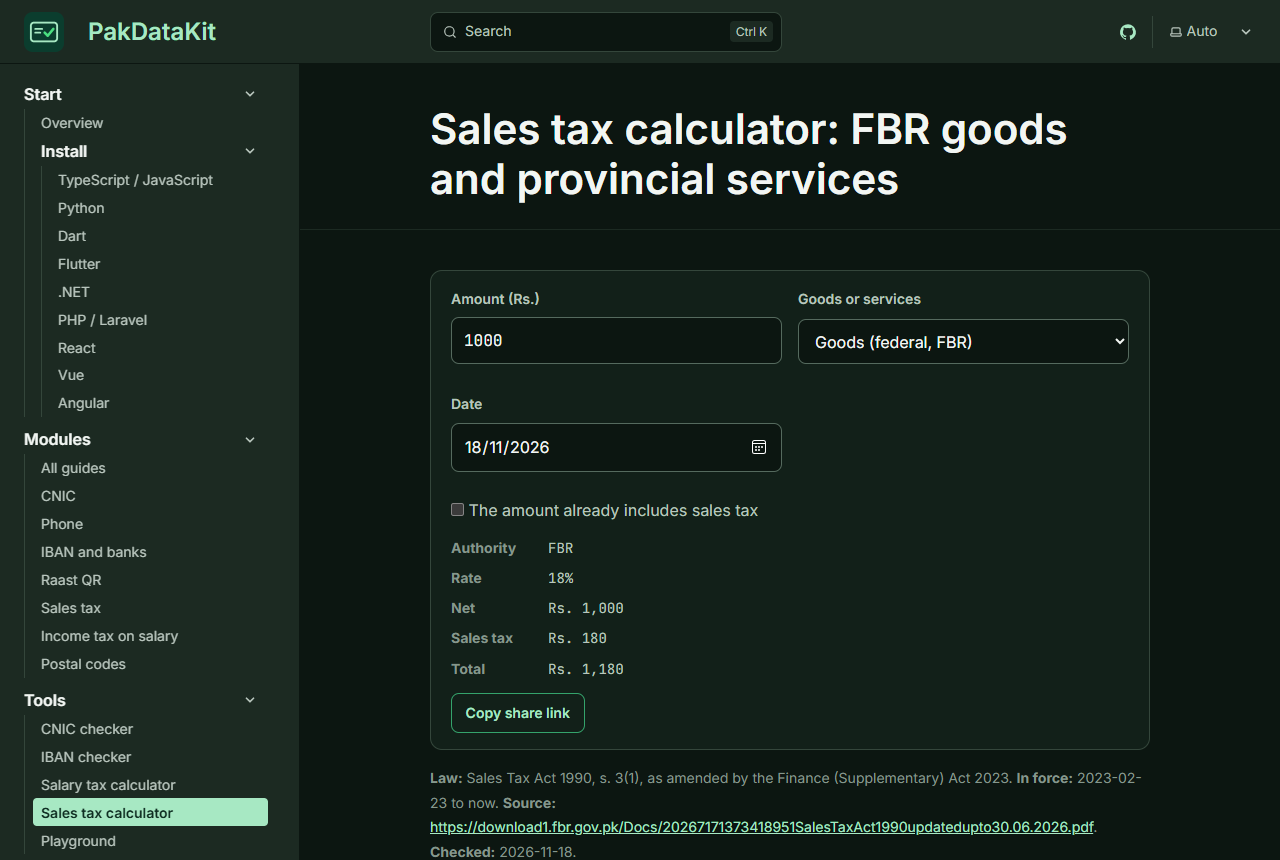 PakDataKit
Search
Ctrl K
Auto
Start
Overview
Install
TypeScript / JavaScript
Python
Dart
Flutter
.NET
PHP / Laravel
React
Vue
Angular
Modules
All guides
CNIC
Phone
IBAN and banks
Raast QR
Sales tax
Income tax on salary
Postal codes
Tools
CNIC checker
IBAN checker
Salary tax calculator
Sales tax calculator
Playground
Sales tax calculator: FBR goods
and provincial services
Amount (Rs.)
1000
Goods or services
Goods (federal, FBR)
Date
18/11/2026
The amount already includes sales tax
Authority FBR
Rate 18%
Net Rs. 1,000
Sales tax Rs. 180
Total Rs. 1,180
Copy share link
Law: Sales Tax Act 1990, s. 3(1), as amended by the Finance (Supplementary) Act 2023. In force: 2023-02-
23 to now. Source:
https://download1.fbr.gov.pk/Docs/20267171373418951SalesTaxAct1990updatedupto30.06.2026.pdf.
Checked: 2026-11-18.